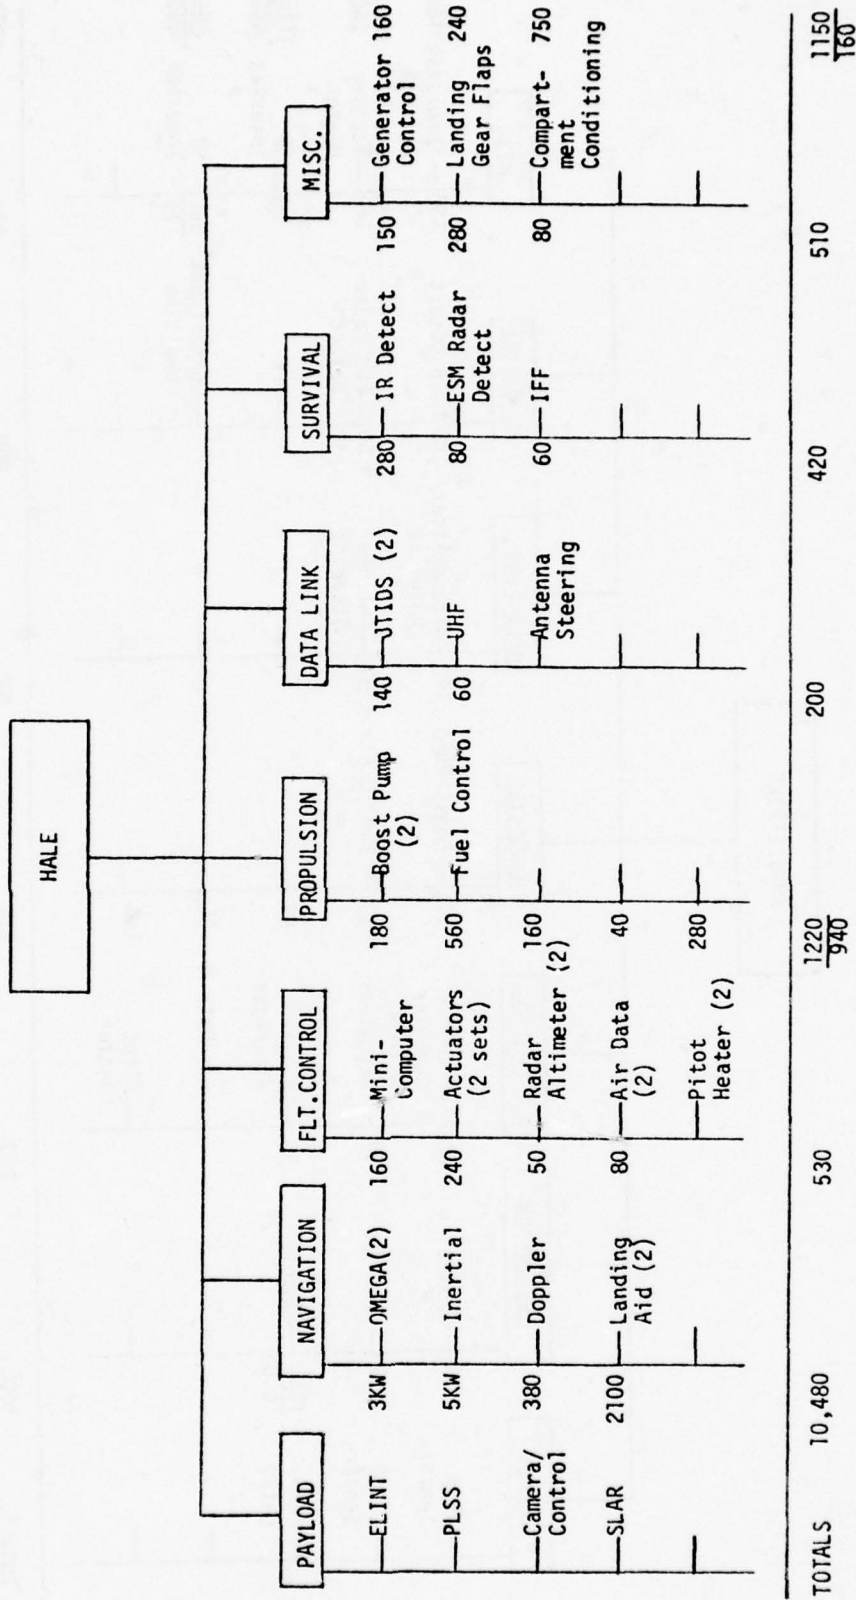 HALE
PAYLOAD
ELINT 3KW
PLSS 5KW
Camera/ 380
Control
SLAR 2100
NAVIGATION
OMEGA(2) 160
Inertial 240
Doppler 50
Landing 80
Aid (2)
FLT.CONTROL
Mini- 180
Computer
Actuators 560
(2 sets)
Radar 160
Altimeter (2)
Air Data 40
(2)
Pitot 280
Heater (2)
PROPULSION
Boost Pump 140
(2)
Fuel Control 60
DATA LINK
JTIDS (2) 280
UHF 80
Antenna 60
Steering
SURVIVAL
IR Detect 150
ESM Radar 280
Detect
IFF 80
MISC.
Generator 160
Control
Landing 240
Gear Flaps
Compart- 750
ment
Conditioning
TOTALS 10,480 530 1220 200 420 510 1150
940 160